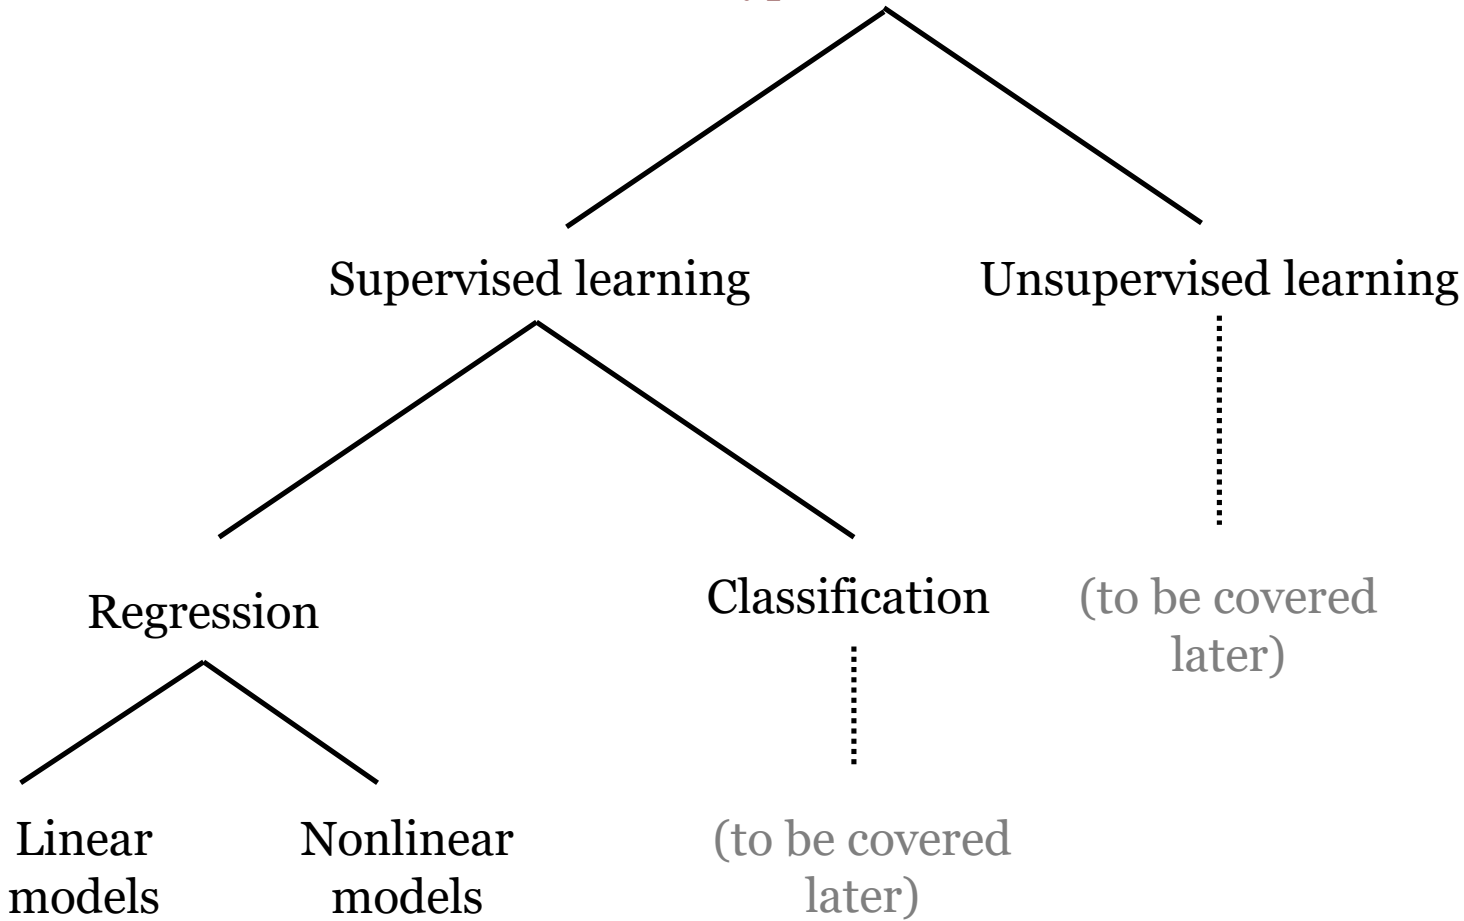 Supervised learning
Unsupervised learning
Regression
Classification
(to be covered
later)
Linear
models
Nonlinear
models
(to be covered
later)